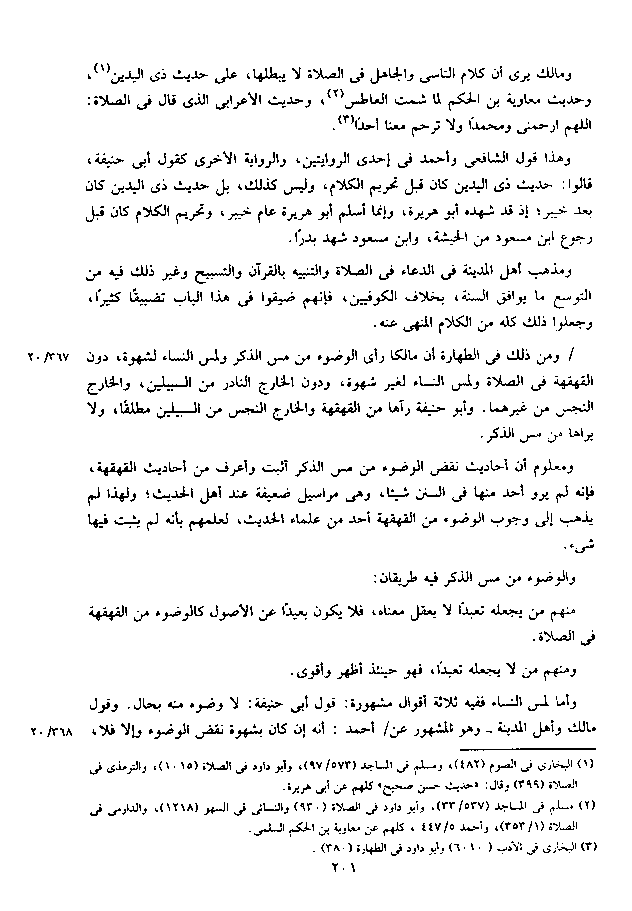 ومالك يرى أن كلام الناسى والجاهل فى الصلاة لا يبطلها، على حديث ذى اليدين(١)،
وحديث معاوية بن الحكم لما شمت العاطس(٢)، وحديث الأعرابي الذى قال فى الصلاة:
اللهم ارحمنى ومحمدًا ولا ترحم معنا أحدًا(٣).
وهذا قول الشافعي وأحمد فى إحدى الروايتين، والرواية الأخرى كقول أبى حنيفة،
قالوا: حديث ذى اليدين كان قبل تحريم الكلام، وليس كذلك، بل حديث ذى اليدين كان
بعد خيبر؛ إذ قد شهده أبو هريرة، وإنما أسلم أبو هريرة عام خيبر، وتحريم الكلام كان قبل
رجوع ابن مسعود من الحبشة، وابن مسعود شهد بدرًا.
ومذهب أهل المدينة فى الدعاء فى الصلاة والتنبيه بالقرآن والتسبيح وغير ذلك فيه من
التوسع ما يوافق السنة، بخلاف الكوفيين، فإنهم ضيقوا فى هذا الباب تضييقًا كثيرًا،
وجعلوا ذلك كله من الكلام المنهى عنه.
/ ومن ذلك فى الطهارة أن مالكا رأى الوضوء من مس الذكر ولمس النساء لشهوة، دون ٢٠/٣٦٧
القهقهة فى الصلاة ولمس النساء لغير شهوة، ودون الخارج النادر من السبيلين، والخارج
النجس من غيرهما. وأبو حنيفة رآها من القهقهة والخارج النجس من السبيلين مطلقًا، ولا
يراها من مس الذكر.
ومعلوم أن أحاديث نقض الوضوء من مس الذكر أثبت وأعرف من أحاديث القهقهة،
فإنه لم يرو أحد منها فى السنن شيئا، وهى مراسيل ضعيفة عند أهل الحديث؛ ولهذا لم
يذهب إلى وجوب الوضوء من القهقهة أحد من علماء الحديث، لعلمهم بأنه لم يثبت فيها
شىء.
والوضوء من مس الذكر فيه طريقان:
منهم من يجعله تعبدًا لا يعقل معناه، فلا يكون بعيدًا عن الأصول كالوضوء من القهقهة
فى الصلاة.
ومنهم من لا يجعله تعبدًا، فهو حينئذ أظهر وأقوى.
وأما لمس النساء ففيه ثلاثة أقوال مشهورة: قول أبى حنيفة: لا وضوء منه بحال. وقول
مالك وأهل المدينة ـ وهو المشهور عن/ أحمد : أنه إن كان بشهوة نقض الوضوء وإلا فلا، ٢٠/٣٦٨
(١) البخارى فى الصوم (٤٨٢)، ومسلم فى المساجد (٩٧/٥٧٣)، وأبو داود فى الصلاة (١٠١٥)، والترمذى فى
الصلاة (٣٩٩) وقال: «حديث حسن صحيح» كلهم عن أبى هريرة.
(٢) مسلم فى المساجد (٣٣/٥٣٧)، وأبو داود فى الصلاة (٩٣٠) والنسائى فى السهو (١٢١٨)، والدارمى فى
الصلاة (١/ ٣٥٣)، وأحمد ٥/ ٤٤٧ ، كلهم عن معاوية بن الحكم السلمى.
(٣) البخارى فى الأدب (٦٠١٠) وأبو داود فى الطهارة (٣٨٠) .
٢٠١